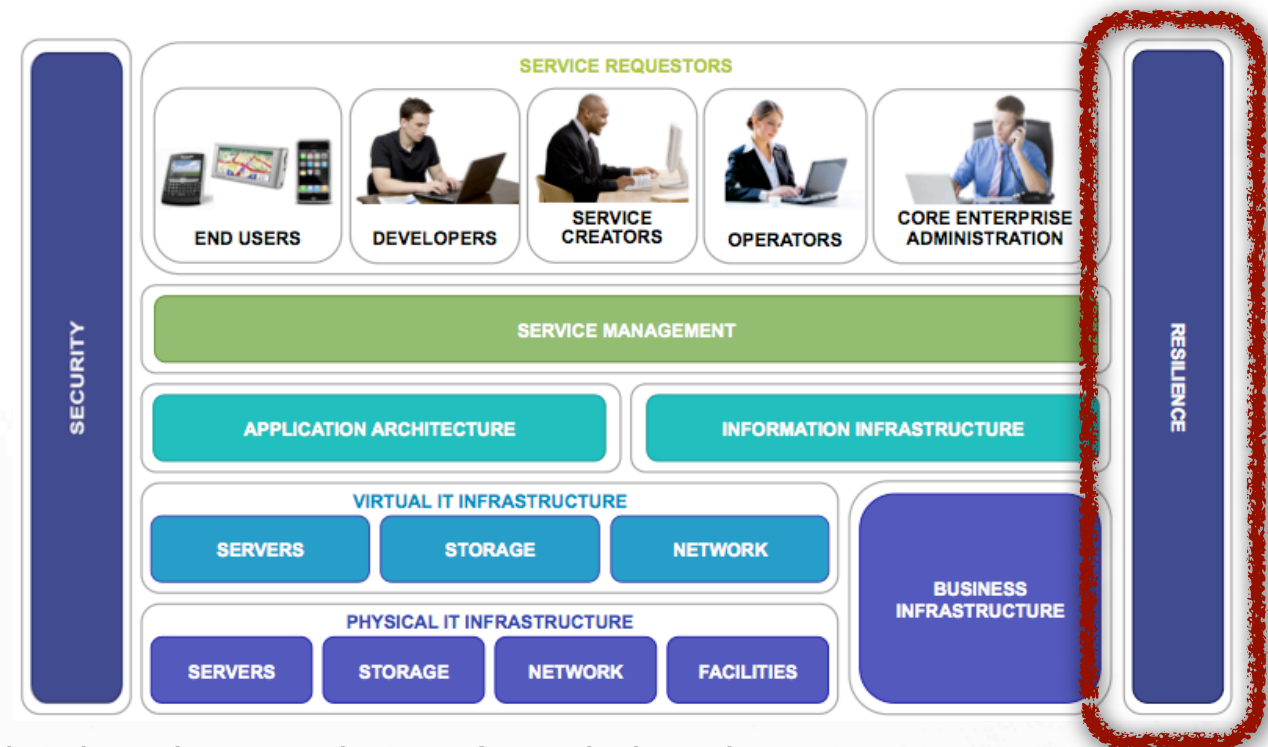 SERVICE REQUESTORS
END USERS
DEVELOPERS
SERVICE
CREATORS
OPERATORS
CORE ENTERPRISE
ADMINISTRATION
SECURITY
SERVICE MANAGEMENT
RESILIENCE
APPLICATION ARCHITECTURE
INFORMATION INFRASTRUCTURE
VIRTUAL IT INFRASTRUCTURE
SERVERS
STORAGE
NETWORK
BUSINESS
INFRASTRUCTURE
PHYSICAL IT INFRASTRUCTURE
SERVERS
STORAGE
NETWORK
FACILITIES